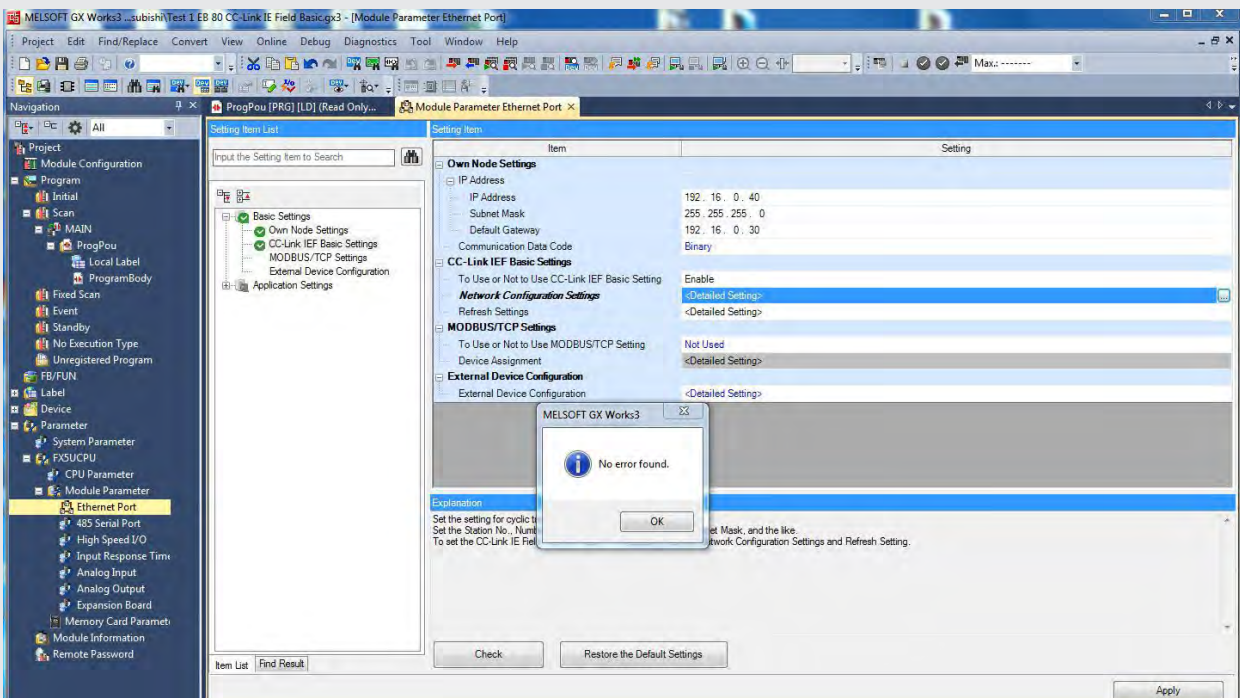 MELSOFT GX Works3 ...subishi\Test 1 EB 80 CC-Link IE Field Basic.gx3 - [Module Parameter Ethernet Port]
Project Edit Find/Replace Convert View Online Debug Diagnostics Tool Window Help
Max.: -------
Navigation
ProgPou [PRG] [LD] (Read Only...
Module Parameter Ethernet Port
All
Project
Module Configuration
Program
Initial
Scan
MAIN
ProgPou
Local Label
ProgramBody
Fixed Scan
Event
Standby
No Execution Type
Unregistered Program
FB/FUN
Label
Device
Parameter
System Parameter
FX5UCPU
CPU Parameter
Module Parameter
Ethernet Port
485 Serial Port
High Speed I/O
Input Response Time
Analog Input
Analog Output
Expansion Board
Memory Card Paramet
Module Information
Remote Password
Setting Item List
Input the Setting Item to Search
Basic Settings
Own Node Settings
CC-Link IEF Basic Settings
MODBUS/TCP Settings
External Device Configuration
Application Settings
Item List Find Result
Setting Item
Item Setting
Own Node Settings
IP Address
IP Address 192 . 16 . 0 . 40
Subnet Mask 255 . 255 . 255 . 0
Default Gateway 192 . 16 . 0 . 30
Communication Data Code Binary
CC-Link IEF Basic Settings
To Use or Not to Use CC-Link IEF Basic Setting Enable
Network Configuration Settings <Detailed Setting>
Refresh Settings <Detailed Setting>
MODBUS/TCP Settings
To Use or Not to Use MODBUS/TCP Setting Not Used
Device Assignment <Detailed Setting>
External Device Configuration
External Device Configuration <Detailed Setting>
MELSOFT GX Works3
No error found.
OK
Explanation
Set the setting for cyclic
Set the Station No., et Mask, and the like.
To set the CC-Link IE twork Configuration Settings and Refresh Setting.
Check Restore the Default Settings
Apply